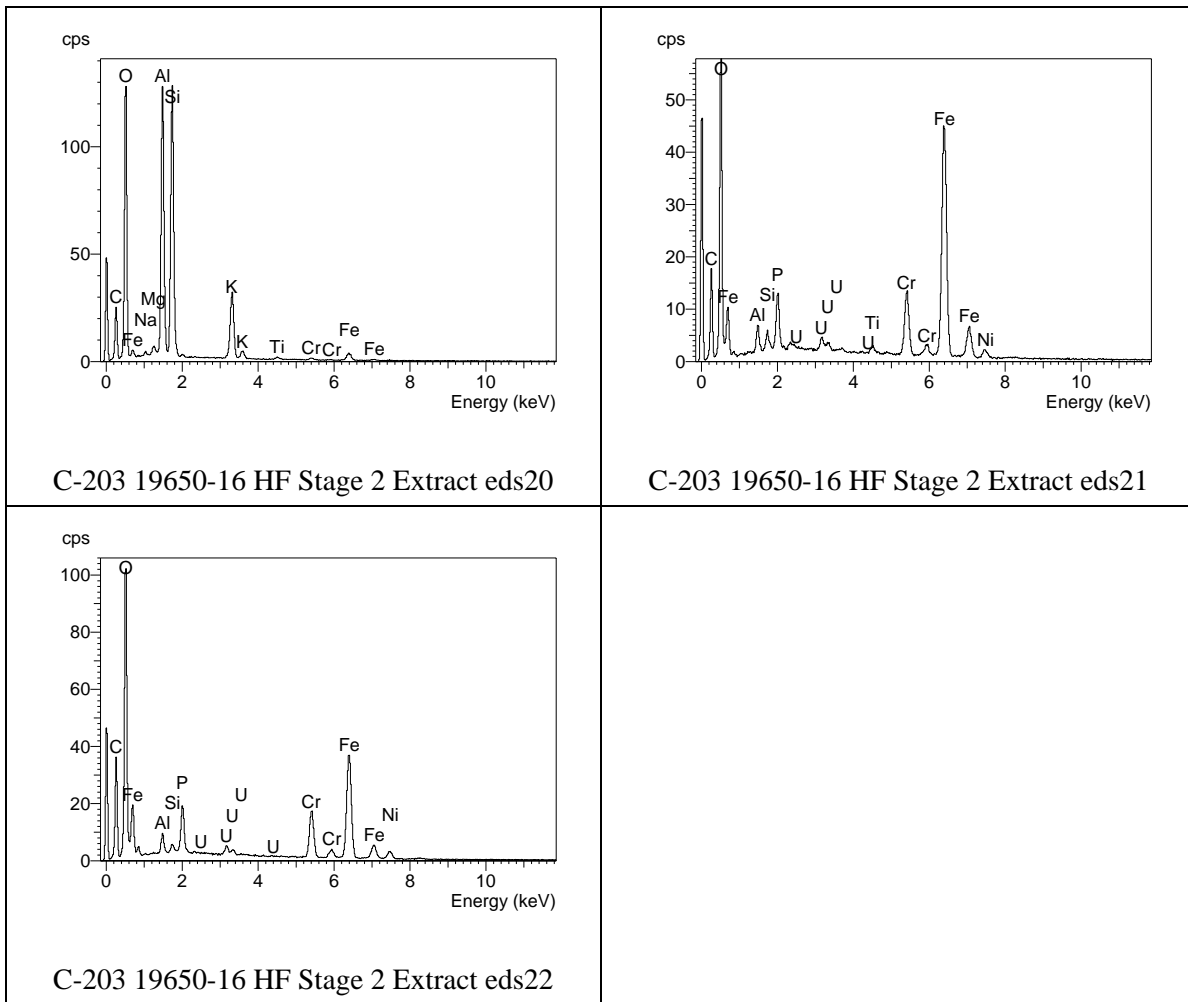 cps
O Al
Si
100
50
C Mg K
Na
Fe K Ti Cr Cr Fe Fe
0
0 2 4 6 8 10
Energy (keV)
C-203 19650-16 HF Stage 2 Extract eds20
cps
O
50
Fe
40
30
20
C
Fe Si P U Cr
10
Al U Ti Fe
U U U Cr Ni
0
0 2 4 6 8 10
Energy (keV)
C-203 19650-16 HF Stage 2 Extract eds21
cps
100
O
80
60
40
C Fe
Fe P U Cr Ni
20
Si U
Al U U U Cr Fe
0
0 2 4 6 8 10
Energy (keV)
C-203 19650-16 HF Stage 2 Extract eds22